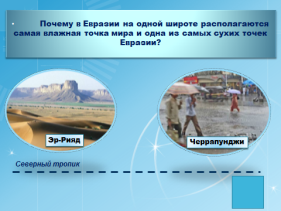 Почему в Евразии на одной широте располагаются
самая влажная точка мира и одна из самых сухих точек
Евразии?
Эр-Рияд
Черрапунджи
Северный тропик